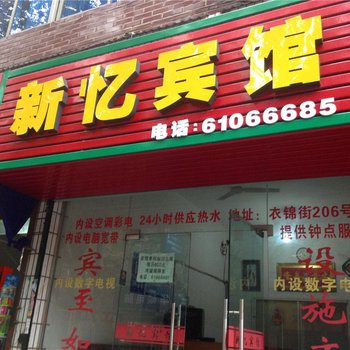 新忆宾馆
电话:61066685
内设空调彩电 24小时供应热水 地址:衣锦街206号
内设电脑宽带
提供钟点服
宾至如
设施
内设数字电视
内设数字电视